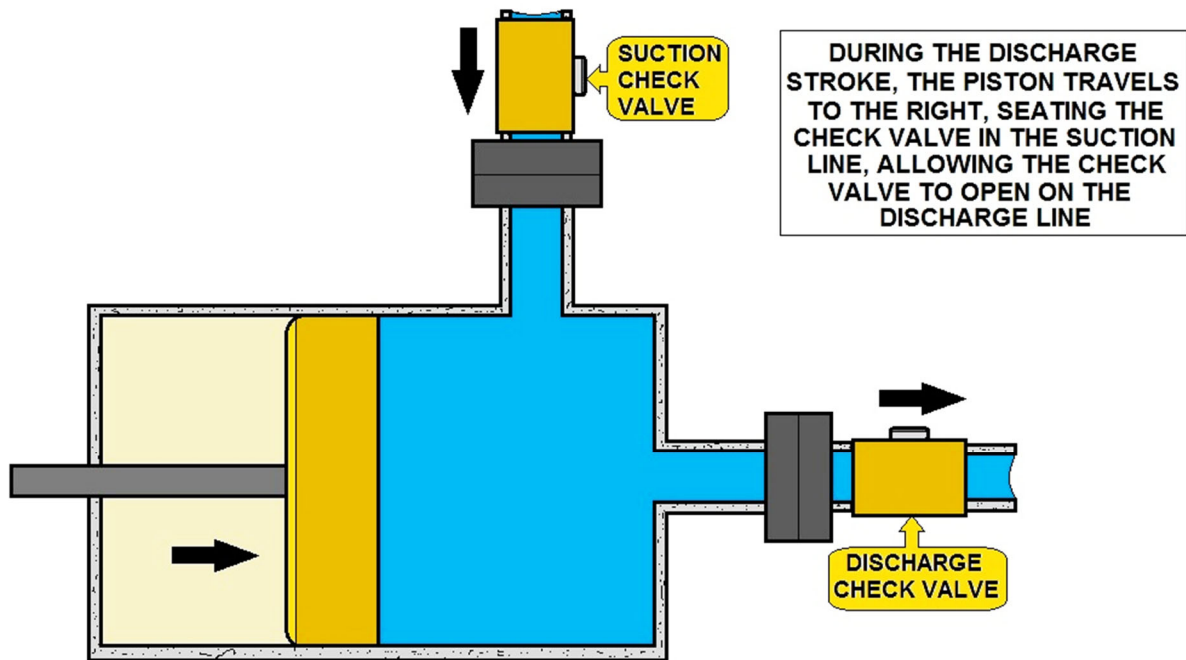 SUCTION
CHECK
VALVE
DURING THE DISCHARGE
STROKE, THE PISTON TRAVELS
TO THE RIGHT, SEATING THE
CHECK VALVE IN THE SUCTION
LINE, ALLOWING THE CHECK
VALVE TO OPEN ON THE
DISCHARGE LINE
DISCHARGE
CHECK VALVE